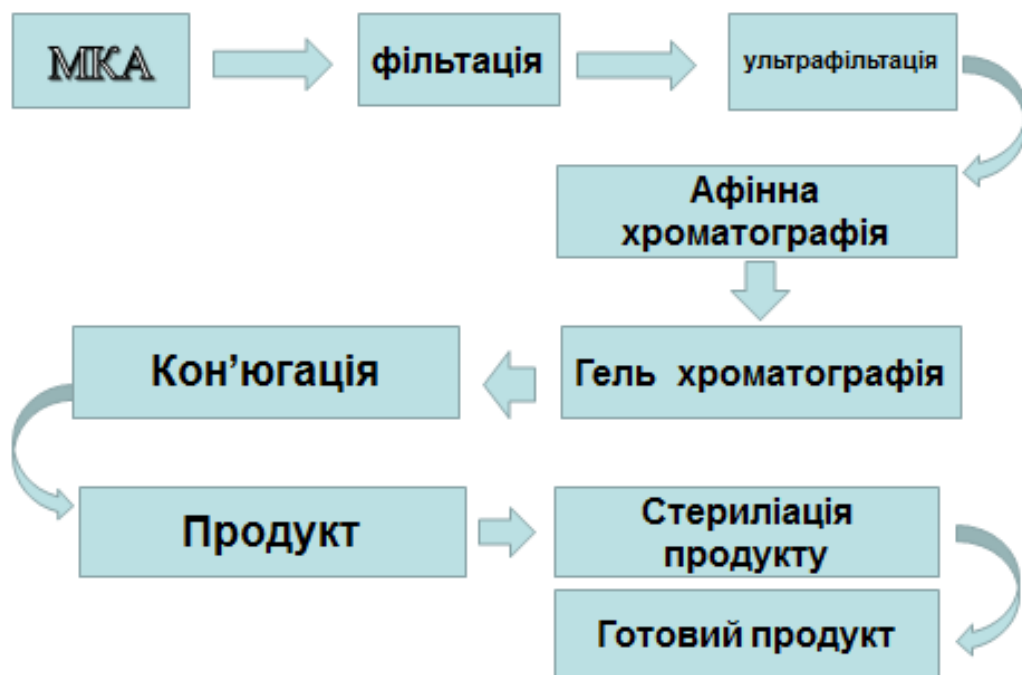 МКА
фільтація
ультрафільтація
Афінна
хроматографія
Гель хроматографія
Кон’югація
Продукт
Стериліація
продукту
Готовий продукт